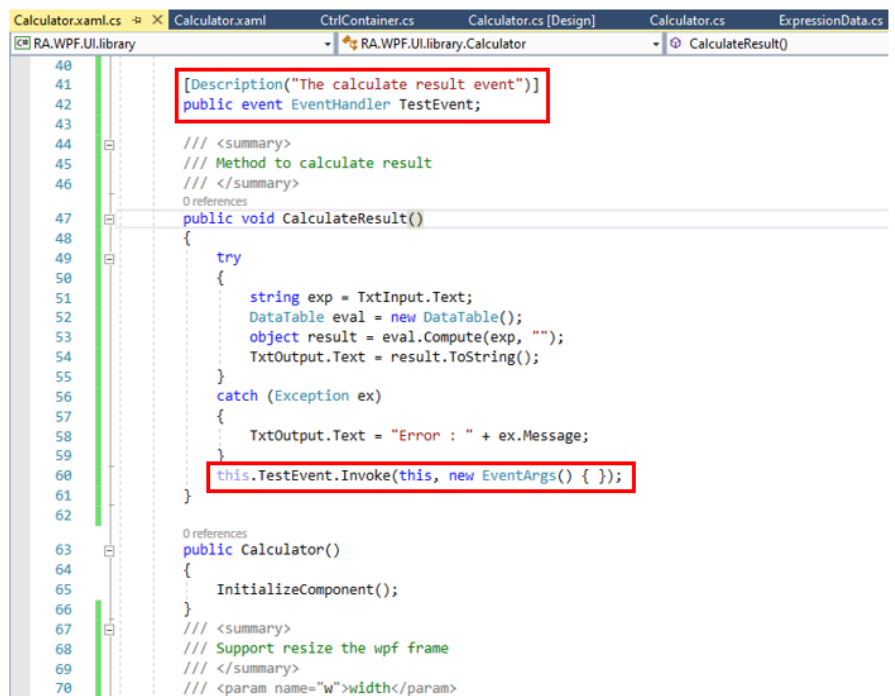 Calculator.xaml.cs Calculator.xaml CtrlContainer.cs Calculator.cs [Design] Calculator.cs ExpressionData.cs
C# RA.WPF.UI.library RA.WPF.UI.library.Calculator CalculateResult()
40
41 [Description("The calculate result event")]
42 public event EventHandler TestEvent;
43
44 /// <summary>
45 /// Method to calculate result
46 /// </summary>
0 references
47 public void CalculateResult()
48 {
49 try
50 {
51 string exp = TxtInput.Text;
52 DataTable eval = new DataTable();
53 object result = eval.Compute(exp, "");
54 TxtOutput.Text = result.ToString();
55 }
56 catch (Exception ex)
57 {
58 TxtOutput.Text = "Error : " + ex.Message;
59 }
60 this.TestEvent.Invoke(this, new EventArgs() { });
61 }
62
0 references
63 public Calculator()
64 {
65 InitializeComponent();
66 }
67 /// <summary>
68 /// Support resize the wpf frame
69 /// </summary>
70 /// <param name="w">width</param>